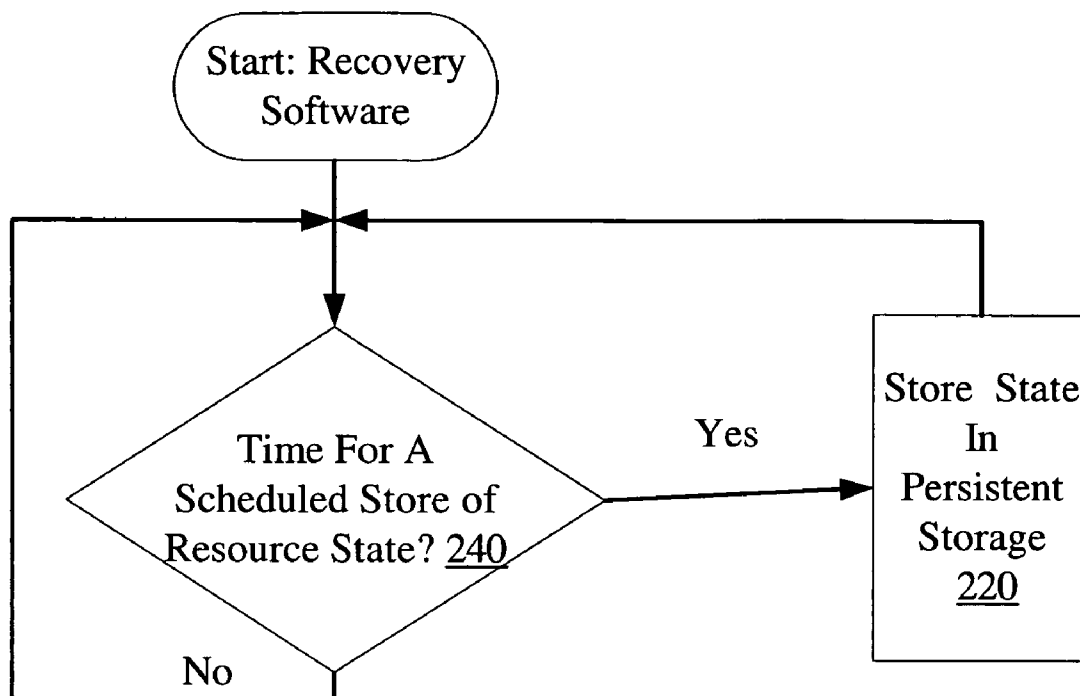 Start: Recovery
Software
Time For A
Scheduled Store of
Resource State? 240
Yes
Store State
In
Persistent
Storage
220
No